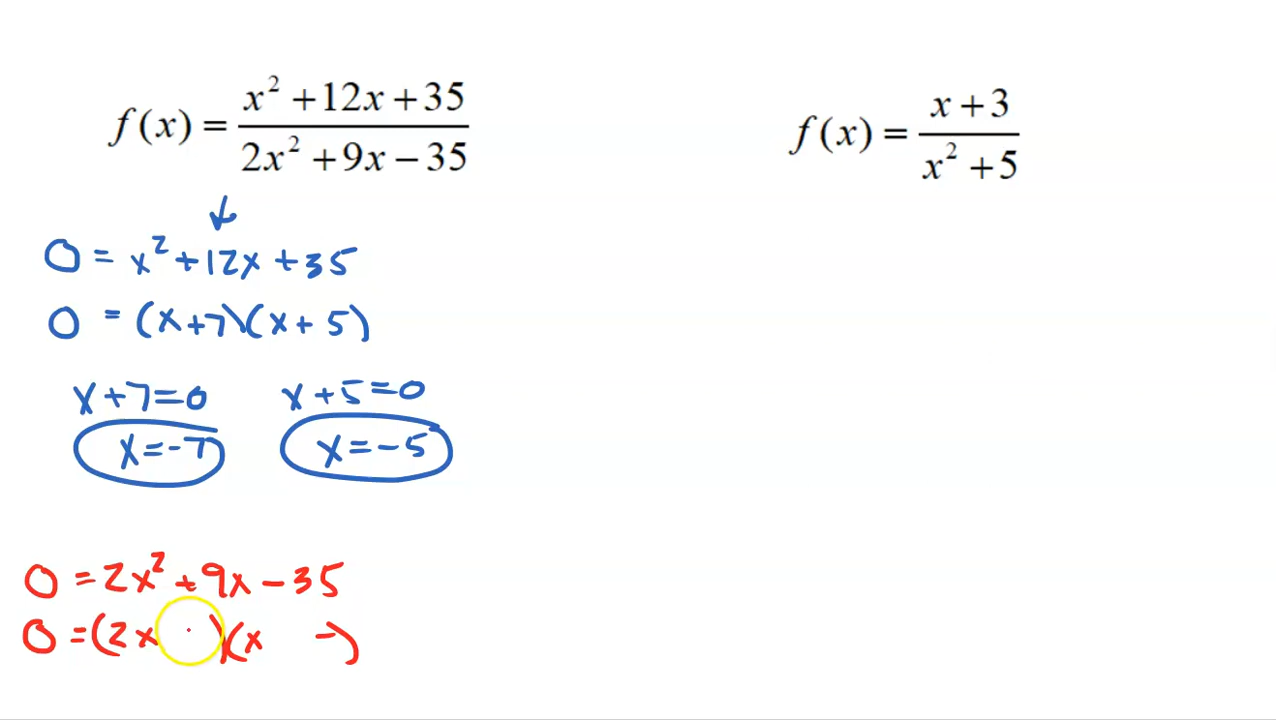 f(x) = (x² + 12x + 35) / (2x² + 9x − 35)
f(x) = (x + 3) / (x² + 5)
0 = x² + 12x + 35
0 = (x + 7)(x + 5)
x + 7 = 0   x + 5 = 0
x = -7   x = -5
0 = 2x² + 9x - 35
0 = (2x   )(x   -)